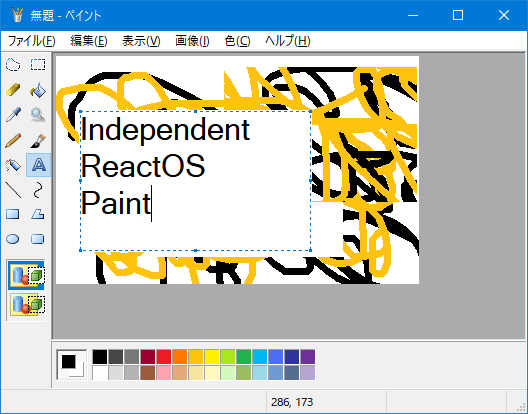 無題 - ペイント
ファイル(F) 編集(E) 表示(V) 画像(I) 色(C) ヘルプ(H)
A
Independent
ReactOS
Paint
286, 173